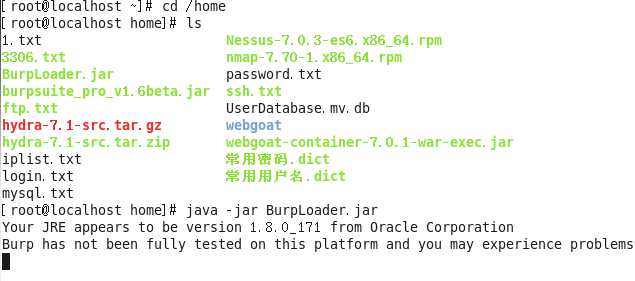 [root@localhost ~]# cd /home
[root@localhost home]# ls
1.txt Nessus-7.0.3-es6.x86_64.rpm
3306.txt nmap-7.70-1.x86_64.rpm
BurpLoader.jar password.txt
burpsuite_pro_v1.6beta.jar ssh.txt
ftp.txt UserDatabase.mv.db
hydra-7.1-src.tar.gz webgoat
hydra-7.1-src.tar.zip webgoat-container-7.0.1-war-exec.jar
iplist.txt 常用密码.dict
login.txt 常用用户名.dict
mysql.txt
[root@localhost home]# java -jar BurpLoader.jar
Your JRE appears to be version 1.8.0_171 from Oracle Corporation
Burp has not been fully tested on this platform and you may experience problems